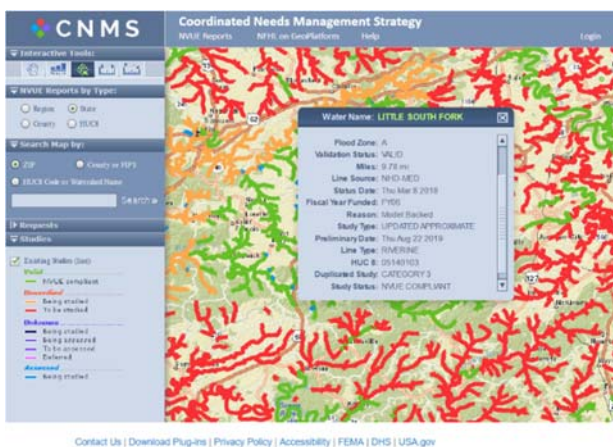 CNMS
Coordinated Needs Management Strategy
NVUE Reports NFHL on GeoPlatform Help Login
Interactive Tools:
NVUE Reports by Type:
Region State
County HUC8
Search Map by:
ZIP County or FIPS
HUC8 Code or Watershed Name
Search
Requests
Studies
Existing Studies (line)
Valid
NVUE compliant
Unverified
Being studied
To be studied
Unknown
Being studied
Being assessed
To be assessed
Deferred
Assessed
Being studied
Water Name: LITTLE SOUTH FORK
Flood Zone: A
Validation Status: VALID
Miles: 9.78 mi
Line Source: NHD-MED
Status Date: Thu Mar 8 2018
Fiscal Year Funded: FY06
Reason: Model Backed
Study Type: UPDATED APPROXIMATE
Preliminary Date: Thu Aug 22 2019
Line Type: RIVERINE
HUC 8: 05140103
Duplicated Study: CATEGORY 3
Study Status: NVUE COMPLIANT
62
127
Contact Us | Download Plug-ins | Privacy Policy | Accessibility | FEMA | DHS | USA.gov